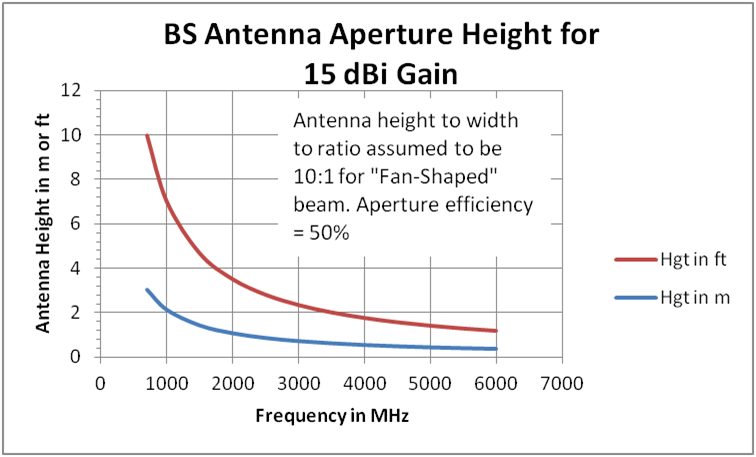 BS Antenna Aperture Height for
15 dBi Gain
Antenna Height in m or ft
12
10
8
6
4
2
0
Antenna height to width
to ratio assumed to be
10:1 for "Fan-Shaped"
beam. Aperture efficiency
= 50%
Hgt in ft
Hgt in m
0 1000 2000 3000 4000 5000 6000 7000
Frequency in MHz